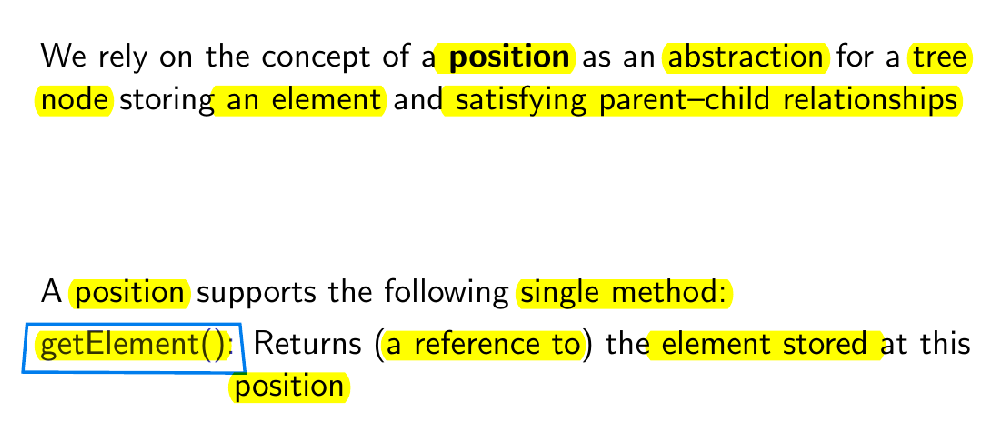 We rely on the concept of a position as an abstraction for a tree
node storing an element and satisfying parent–child relationships
A position supports the following single method:
getElement(): Returns (a reference to) the element stored at this
position